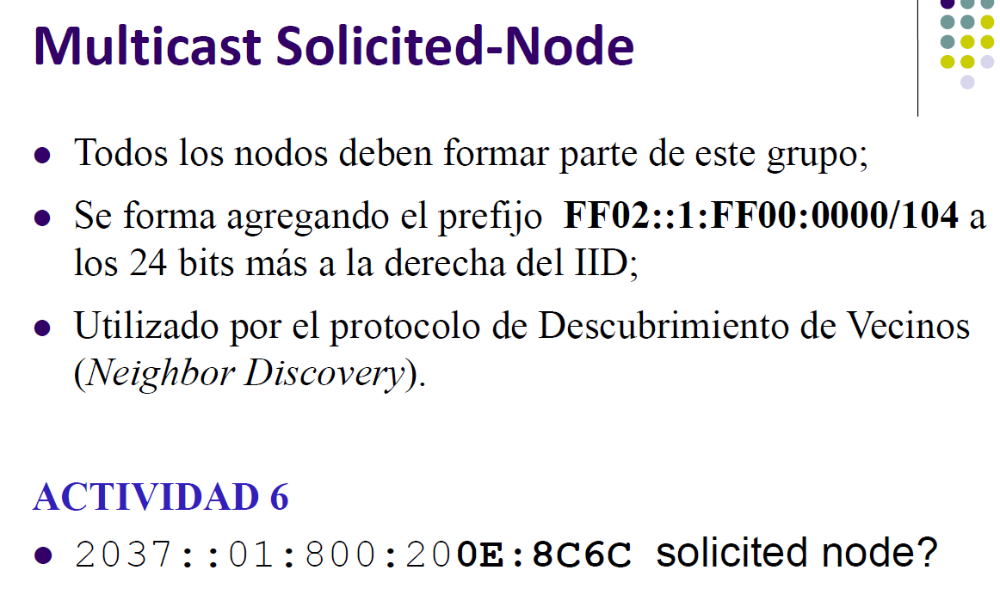 Multicast Solicited-Node
Todos los nodos deben formar parte de este grupo;
Se forma agregando el prefijo FF02::1:FF00:0000/104 a
los 24 bits más a la derecha del IID;
Utilizado por el protocolo de Descubrimiento de Vecinos
(Neighbor Discovery).
ACTIVIDAD 6
2037::01:800:200E:8C6C solicited node?